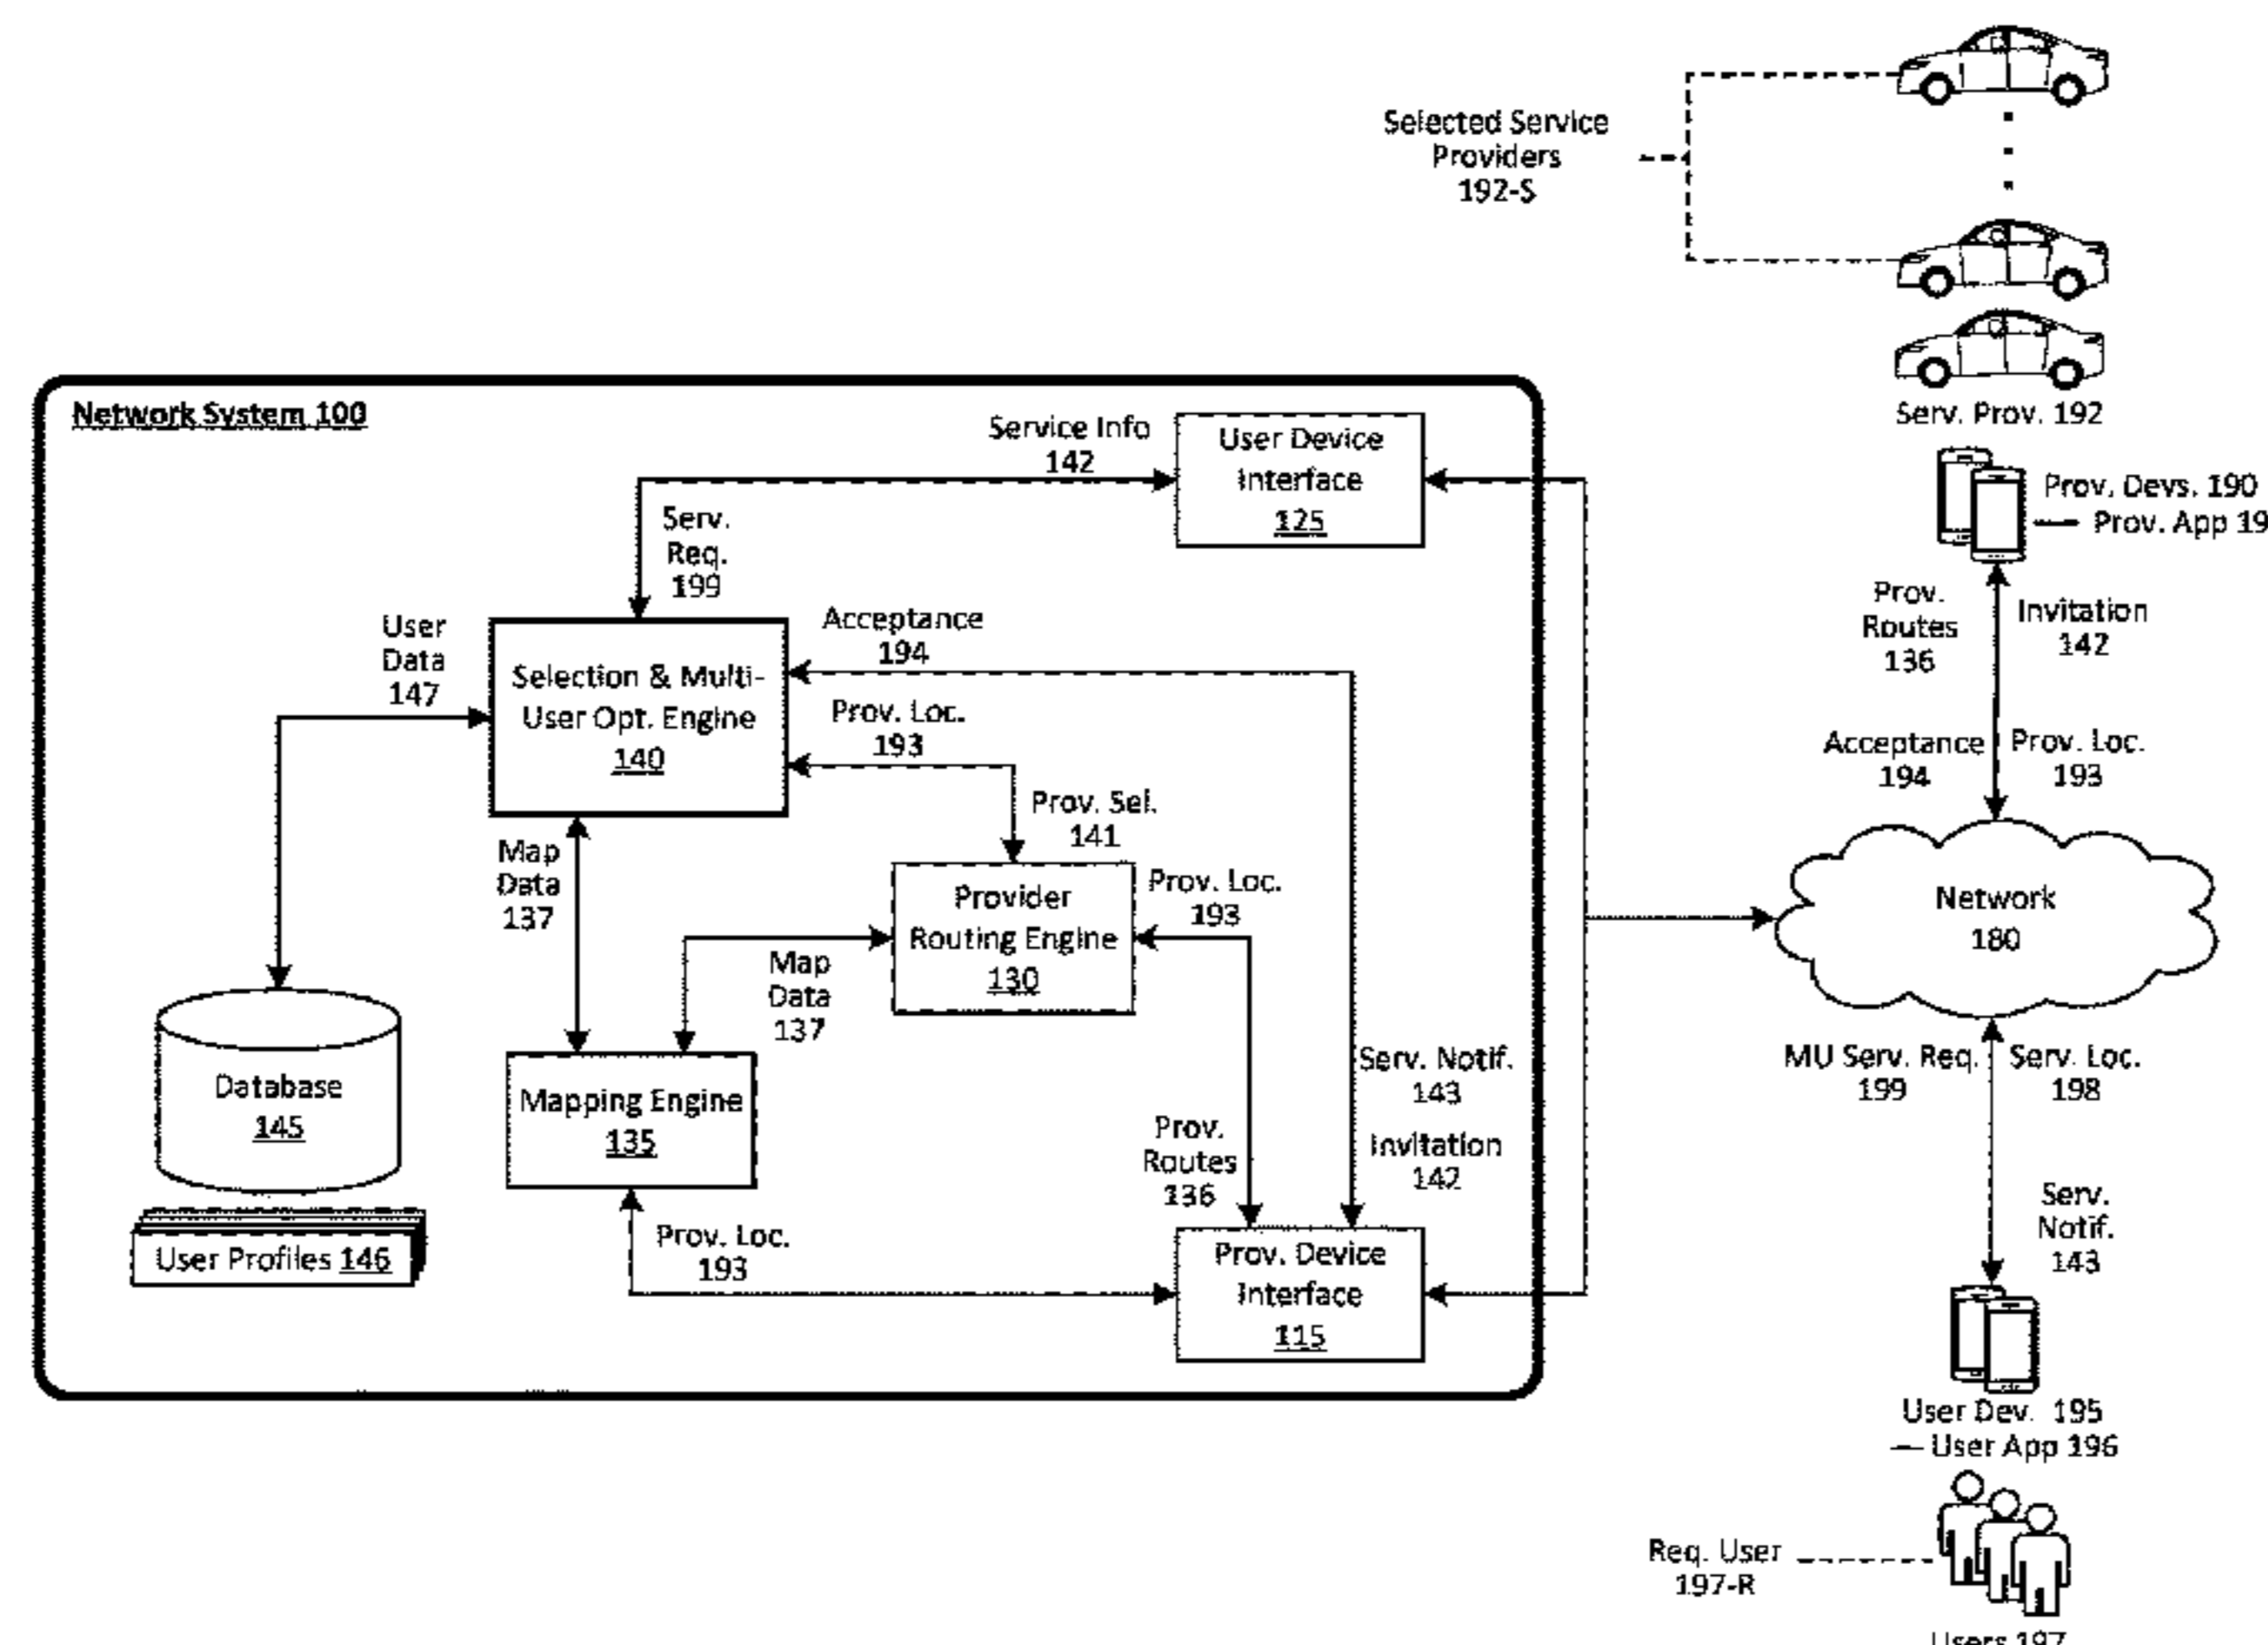 Selected Service
Providers
192-S
Serv. Prov. 192
Prov. Devs. 190
Prov. App 19
Prov.
Routes
136
Invitation
142
Acceptance
194
Prov. Loc.
193
Network
180
MU Serv. Req.
199
Serv. Loc.
198
Serv.
Notif.
143
User Dev. 195
User App 196
Req. User
197-R
Users 197
Network System 100
Service Info
142
User Device
Interface
125
Serv.
Req.
199
User
Data
147
Acceptance
194
Selection & Multi-
User Opt. Engine
140
Prov. Loc.
193
Prov. Sel.
141
Map
Data
137
Provider
Routing Engine
130
Prov. Loc.
193
Map
Data
137
Database
145
Mapping Engine
135
Serv. Notif.
143
Prov.
Routes
136
Invitation
142
User Profiles 146
Prov. Loc.
193
Prov. Device
Interface
115